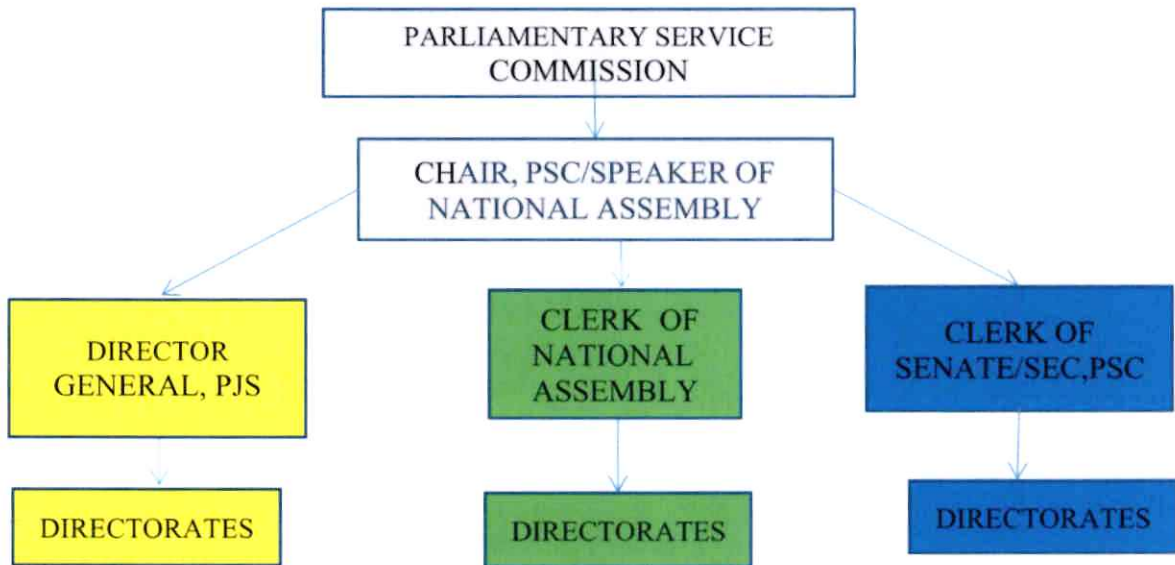 PARLIAMENTARY SERVICE
COMMISSION
CHAIR, PSC/SPEAKER OF
NATIONAL ASSEMBLY
DIRECTOR
GENERAL, PJS
CLERK OF
NATIONAL
ASSEMBLY
CLERK OF
SENATE/SEC,PSC
DIRECTORATES
DIRECTORATES
DIRECTORATES